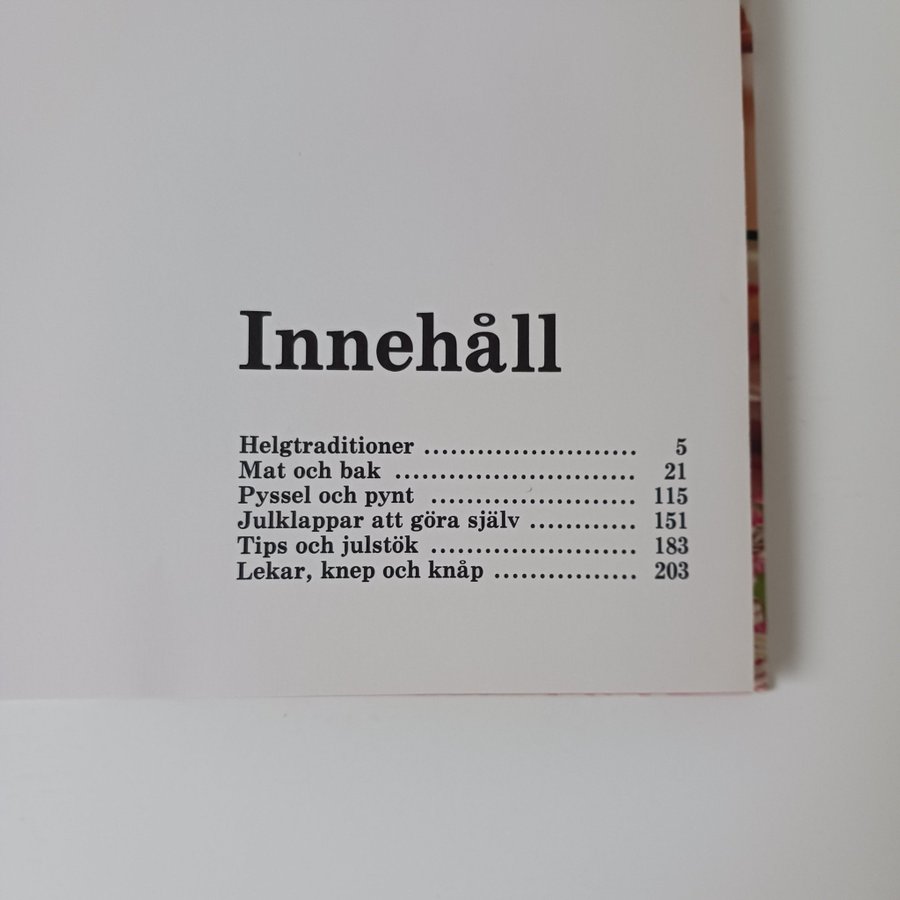 Innehåll
Helgtraditioner ........................ 5
Mat och bak ........................... 21
Pyssel och pynt ....................... 115
Julklappar att göra själv ............ 151
Tips och julstök ....................... 183
Lekar, knep och knåp ................ 203